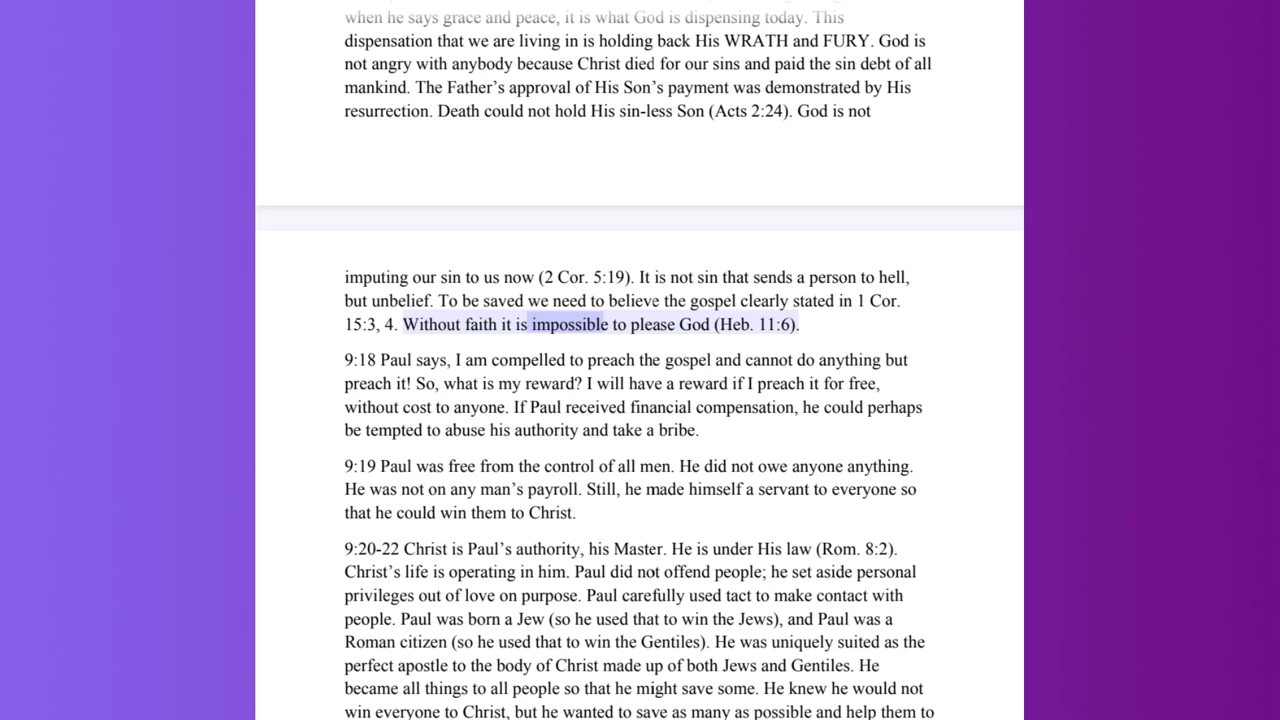 when he says grace and peace, it is what God is dispensing today. This
dispensation that we are living in is holding back His WRATH and FURY. God is
not angry with anybody because Christ died for our sins and paid the sin debt of all
mankind. The Father’s approval of His Son’s payment was demonstrated by His
resurrection. Death could not hold His sin-less Son (Acts 2:24). God is not
imputing our sin to us now (2 Cor. 5:19). It is not sin that sends a person to hell,
but unbelief. To be saved we need to believe the gospel clearly stated in 1 Cor.
15:3, 4. Without faith it is impossible to please God (Heb. 11:6).
9:18 Paul says, I am compelled to preach the gospel and cannot do anything but
preach it! So, what is my reward? I will have a reward if I preach it for free,
without cost to anyone. If Paul received financial compensation, he could perhaps
be tempted to abuse his authority and take a bribe.
9:19 Paul was free from the control of all men. He did not owe anyone anything.
He was not on any man’s payroll. Still, he made himself a servant to everyone so
that he could win them to Christ.
9:20-22 Christ is Paul’s authority, his Master. He is under His law (Rom. 8:2).
Christ’s life is operating in him. Paul did not offend people; he set aside personal
privileges out of love on purpose. Paul carefully used tact to make contact with
people. Paul was born a Jew (so he used that to win the Jews), and Paul was a
Roman citizen (so he used that to win the Gentiles). He was uniquely suited as the
perfect apostle to the body of Christ made up of both Jews and Gentiles. He
became all things to all people so that he might save some. He knew he would not
win everyone to Christ, but he wanted to save as many as possible and help them to